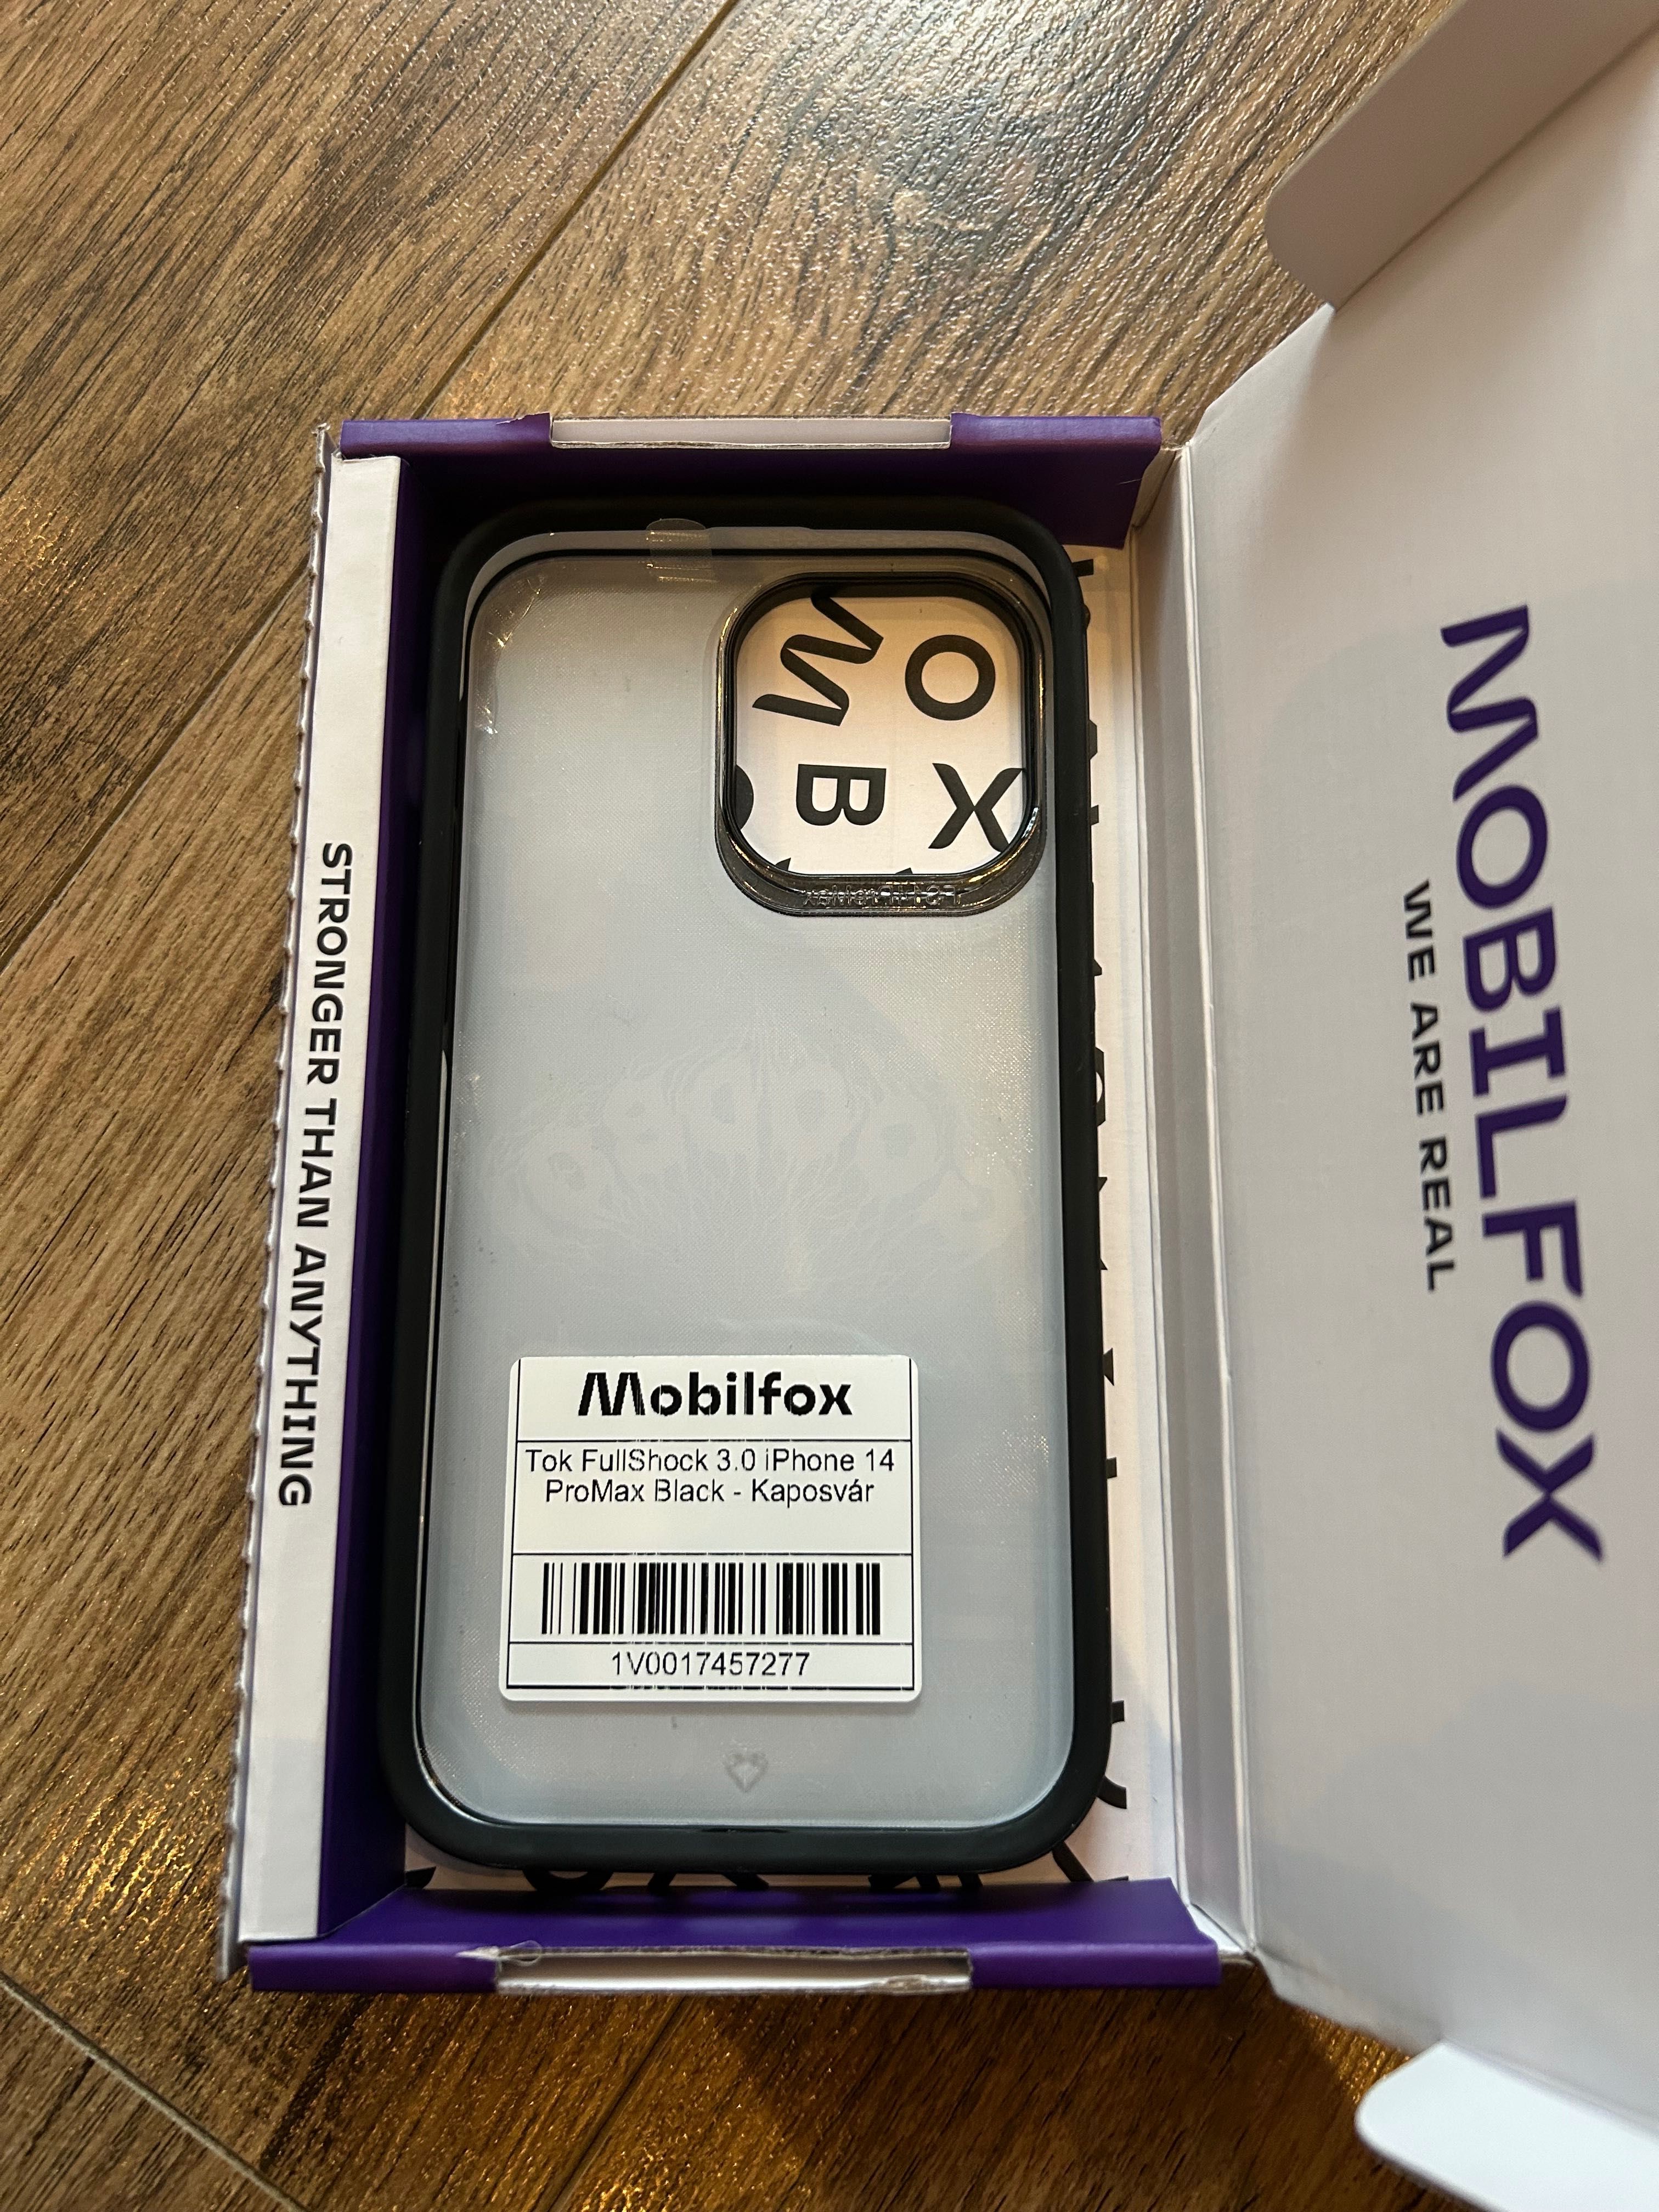 STRONGER THAN ANYTHING
O
M
B
X
Mobilfox
Tok FullShock 3.0 iPhone 14
ProMax Black - Kaposvár
1V0017457277
MOBILFOX
WE ARE REAL